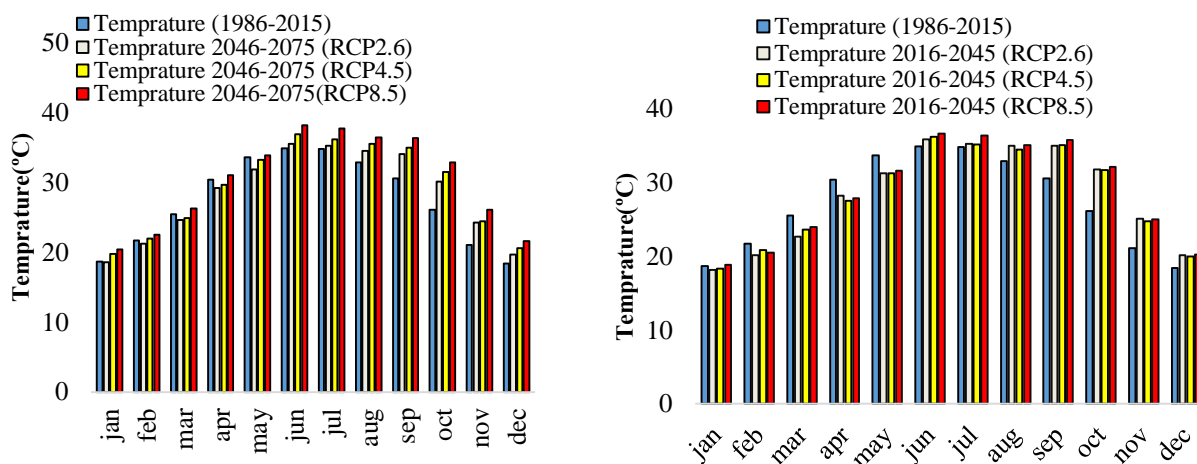 Temprature (1986-2015)
Temprature 2046-2075 (RCP2.6)
Temprature 2046-2075 (RCP4.5)
Temprature 2046-2075(RCP8.5)
50
40
30
20
10
0
Temprature(ºC)
jan feb mar apr may jun jul aug sep oct nov dec
Temprature (1986-2015)
Temprature 2016-2045 (RCP2.6)
Temprature 2016-2045 (RCP4.5)
Temprature 2016-2045 (RCP8.5)
40
30
20
10
0
Temprature(ºC)
jan feb mar apr may jun jul aug sep oct nov dec